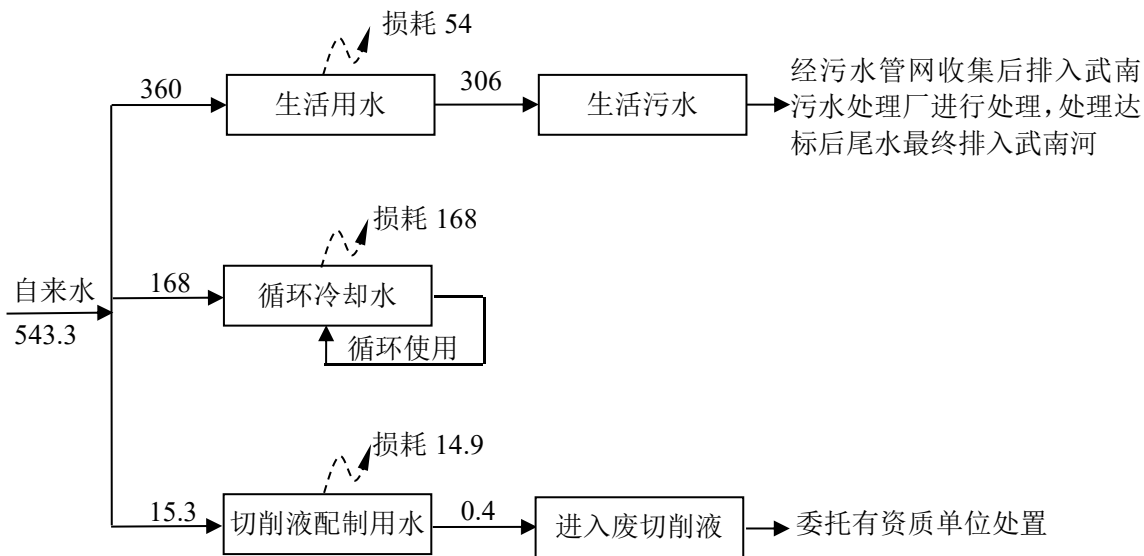 损耗 54
360
生活用水
306
生活污水
经污水管网收集后排入武南
污水处理厂进行处理，处理达
标后尾水最终排入武南河
损耗 168
自来水
543.3
168
循环冷却水
循环使用
损耗 14.9
15.3
切削液配制用水
0.4
进入废切削液
委托有资质单位处置